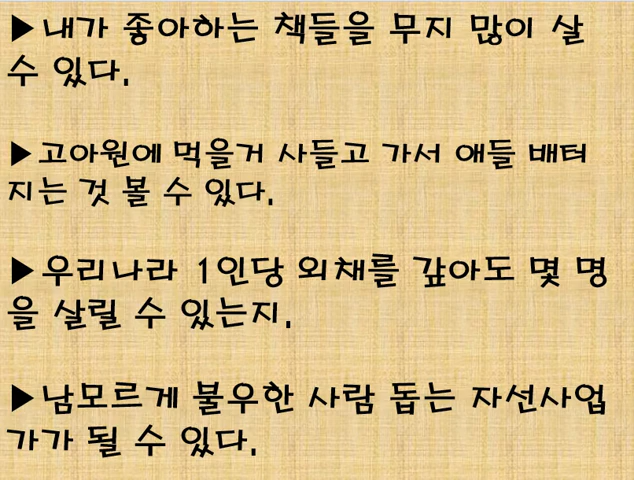 ▶내가 좋아하는 책들을 무지 많이 살
수 있다.
▶고아원에 먹을거 사들고 가서 애들 배터
지는 것 볼 수 있다.
▶우리나라 1인당 외채를 갚아도 몇 명
을 살릴 수 있는지.
▶남모르게 불우한 사람 돕는 자선사업
가가 될 수 있다.